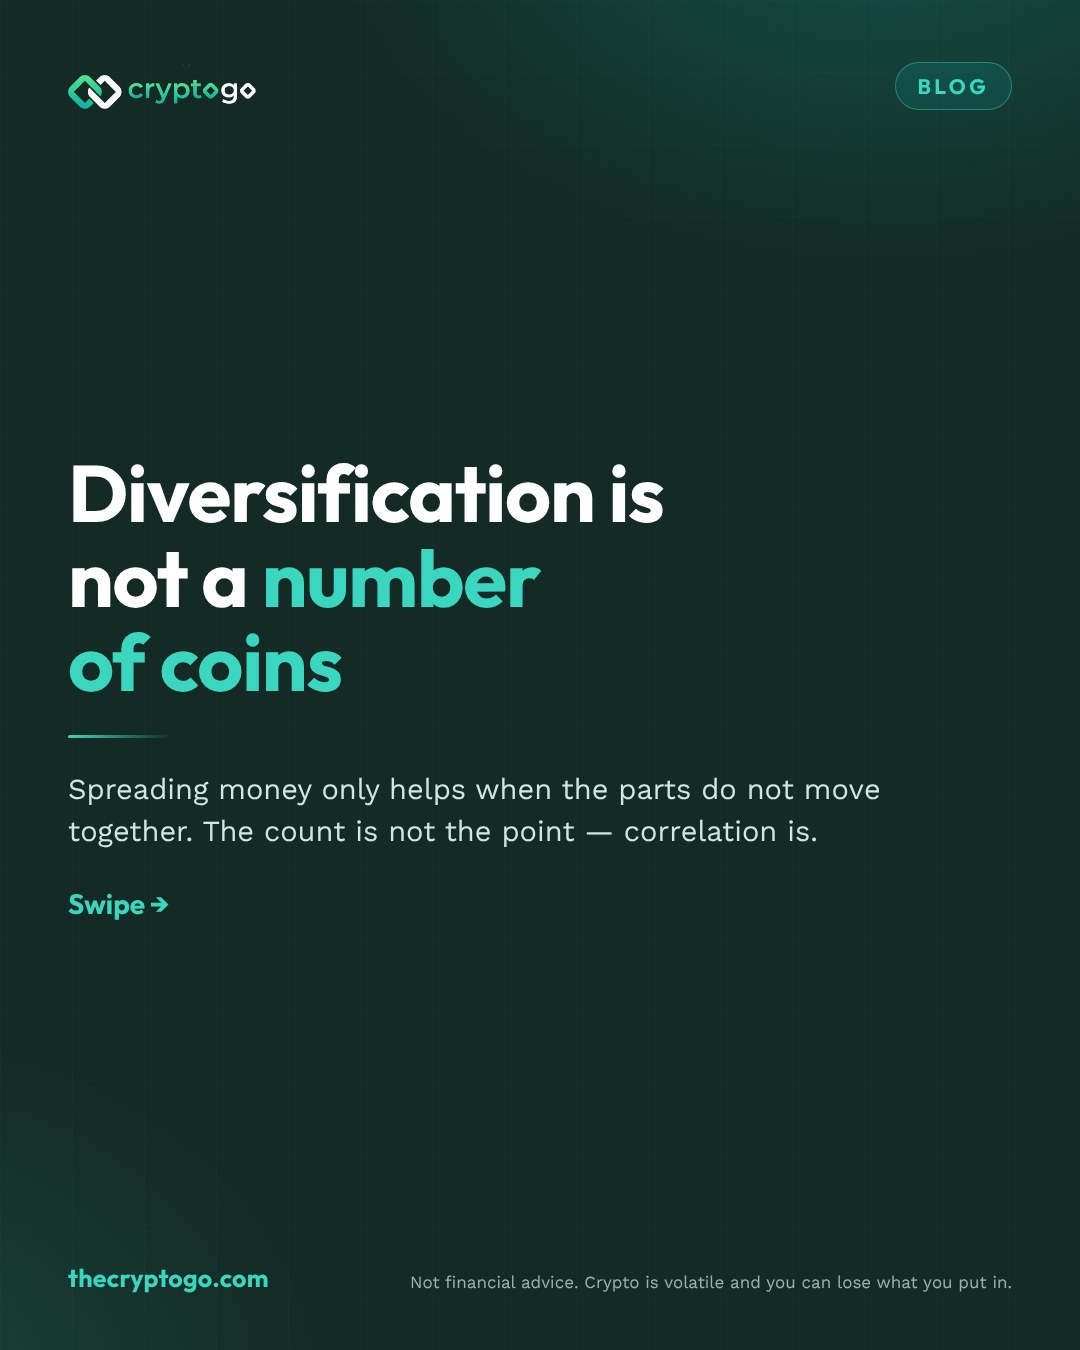 cryptogo
BLOG
Diversification is
not a number
of coins
Spreading money only helps when the parts do not move
together. The count is not the point — correlation is.
Swipe →
thecryptogo.com
Not financial advice. Crypto is volatile and you can lose what you put in.